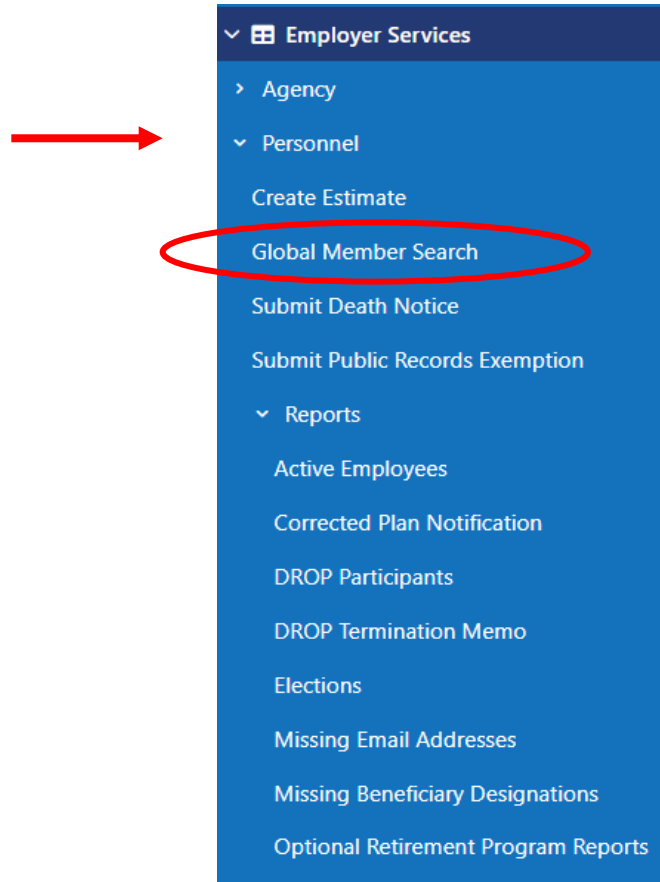 Employer Services
Agency
Personnel
Create Estimate
Global Member Search
Submit Death Notice
Submit Public Records Exemption
Reports
Active Employees
Corrected Plan Notification
DROP Participants
DROP Termination Memo
Elections
Missing Email Addresses
Missing Beneficiary Designations
Optional Retirement Program Reports